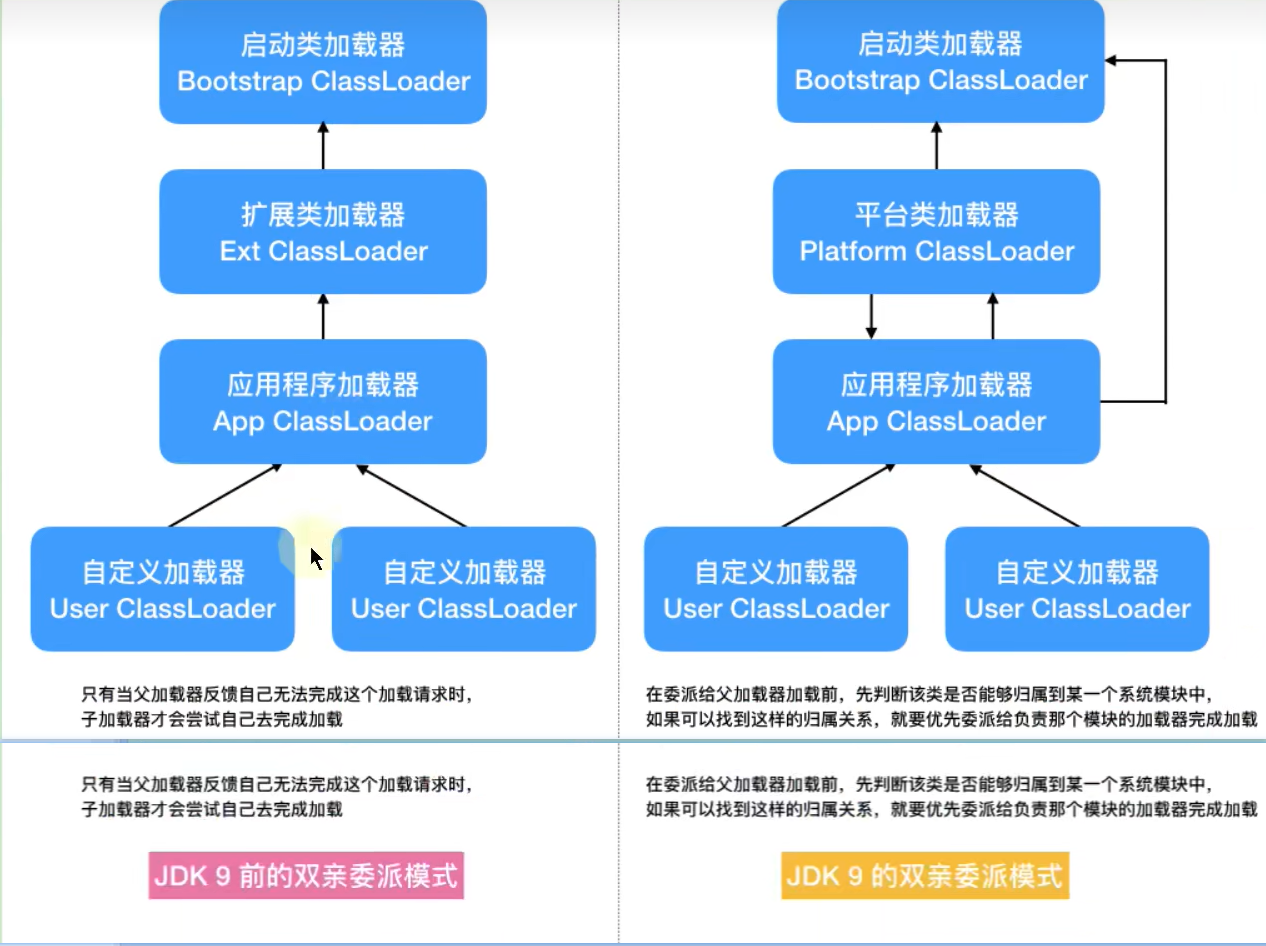 启动类加载器
Bootstrap ClassLoader
扩展类加载器
Ext ClassLoader
应用程序加载器
App ClassLoader
自定义加载器
User ClassLoader
自定义加载器
User ClassLoader
只有当父加载器反馈自己无法完成这个加载请求时，
子加载器才会尝试自己去完成加载
启动类加载器
Bootstrap ClassLoader
平台类加载器
Platform ClassLoader
应用程序加载器
App ClassLoader
自定义加载器
User ClassLoader
自定义加载器
User ClassLoader
在委派给父加载器加载前，先判断该类是否能够归属到某一个系统模块中，
如果可以找到这样的归属关系，就要优先委派给负责那个模块的加载器完成加载
只有当父加载器反馈自己无法完成这个加载请求时，
子加载器才会尝试自己去完成加载
JDK 9 前的双亲委派模式
在委派给父加载器加载前，先判断该类是否能够归属到某一个系统模块中，
如果可以找到这样的归属关系，就要优先委派给负责那个模块的加载器完成加载
JDK 9 的双亲委派模式